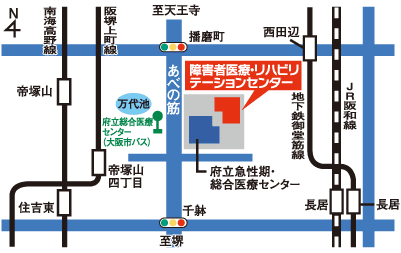 N
南海高野線
阪堺上町線
至天王寺
播磨町
西田辺
あべの筋
障害者医療・リハビリ
テーションセンター
帝塚山
万代池
府立総合医療
センター
(大阪市バス)
地下鉄御堂筋線
JR阪和線
帝塚山
四丁目
府立急性期・
総合医療センター
住吉東
千躰
長居
長居
至堺